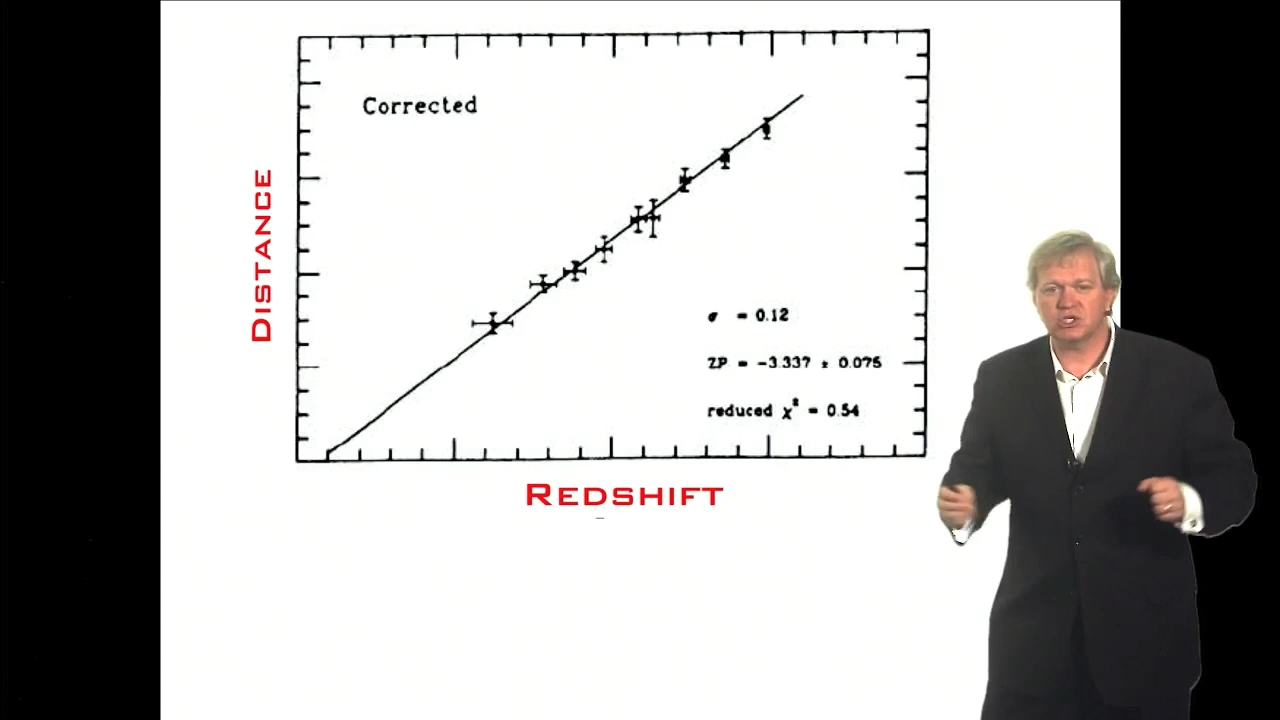 Corrected
DISTANCE
σ = 0.12
ZP = -3.337 ± 0.075
reduced χ² = 0.54
REDSHIFT